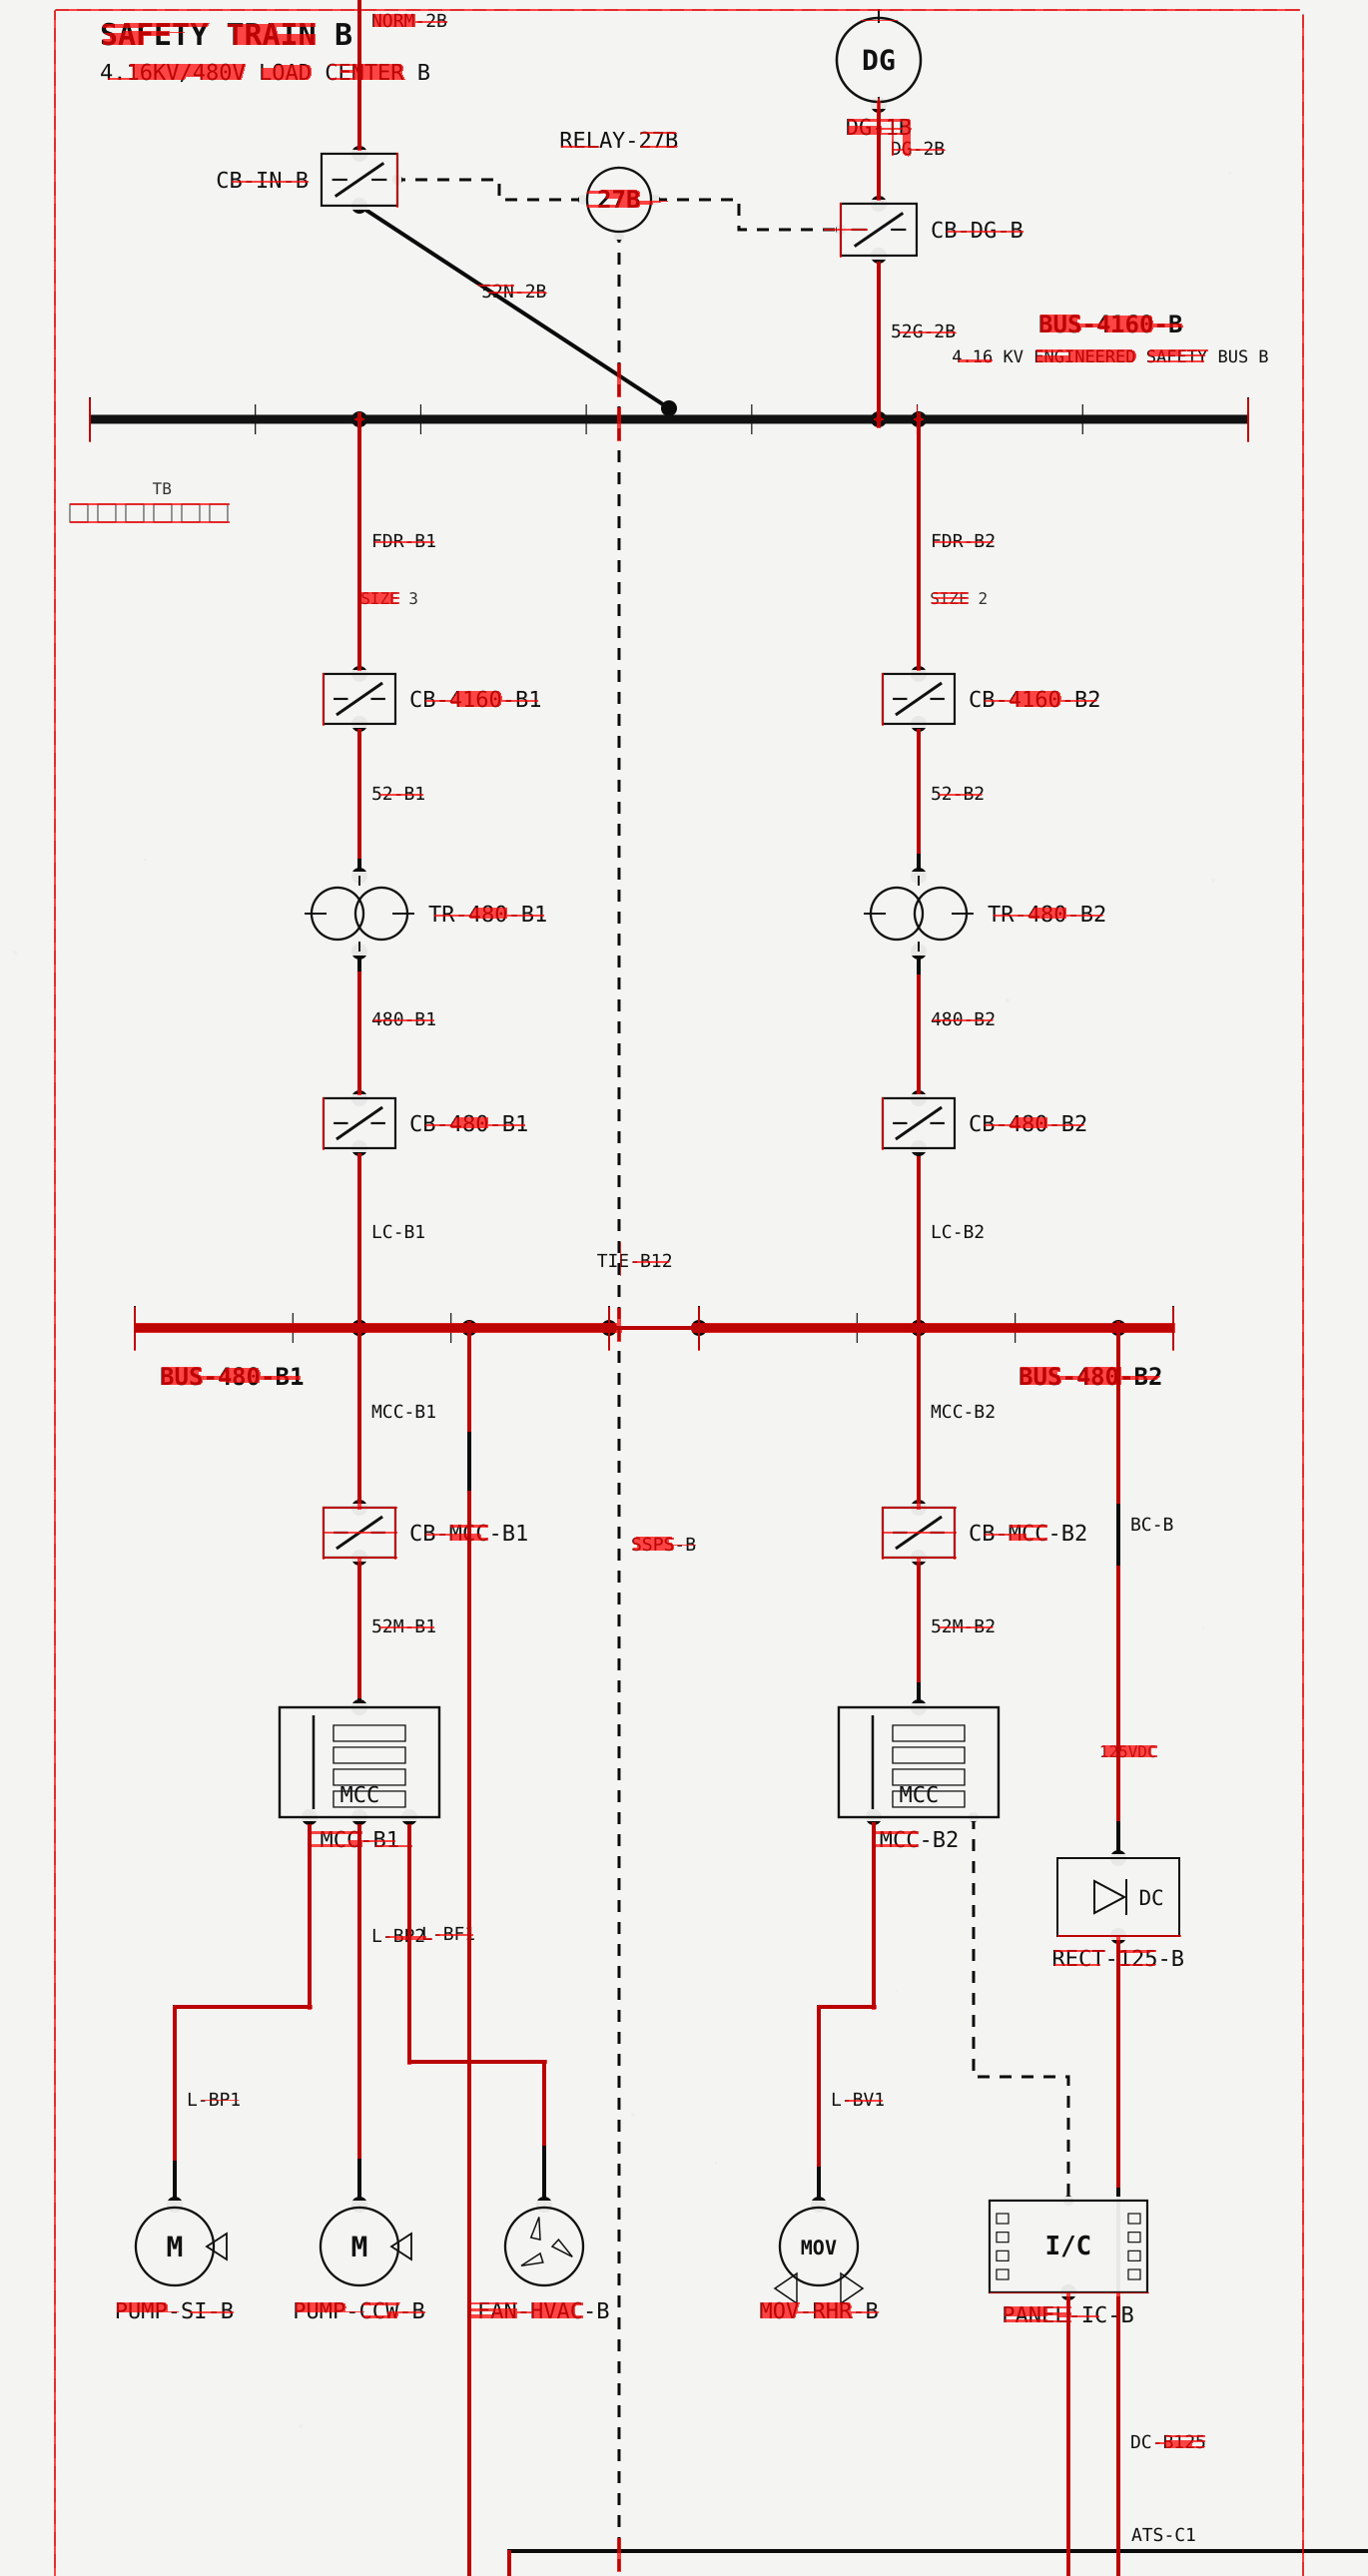 NORM-2B
SAFETY TRAIN B
4.16KV/480V LOAD CENTER B
DG
DG-1B
DG-2B
RELAY-27B
CB-IN-B
27B
CB-DG-B
52N-2B
52G-2B
BUS-4160-B
4.16 KV ENGINEERED SAFETY BUS B
TB
FDR-B1
FDR-B2
SIZE 3
SIZE 2
CB-4160-B1
CB-4160-B2
52-B1
52-B2
TR-480-B1
TR-480-B2
480-B1
480-B2
CB-480-B1
CB-480-B2
LC-B1
LC-B2
TIE-B12
BUS-480-B1
BUS-480-B2
MCC-B1
MCC-B2
BC-B
CB-MCC-B1
CB-MCC-B2
SSPS-B
52M-B1
52M-B2
125VDC
MCC
MCC
MCC-B1
MCC-B2
DC
RECT-125-B
L-BP2
L-BF1
L-BP1
L-BV1
M
M
MOV
I/C
PUMP-SI-B
PUMP-CCW-B
FAN-HVAC-B
MOV-RHR-B
PANEL-IC-B
DC-B125
ATS-C1